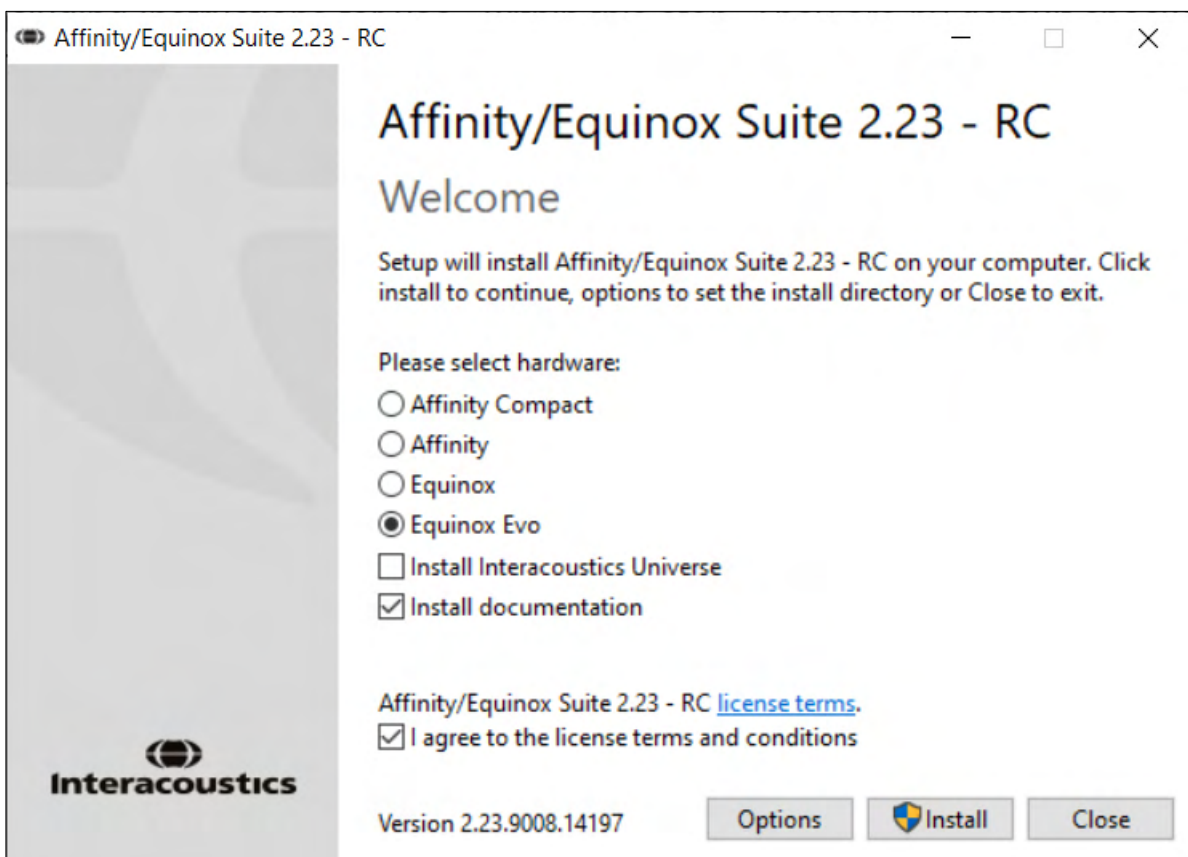 Affinity/Equinox Suite 2.23 - RC
Affinity/Equinox Suite 2.23 - RC
Welcome
Setup will install Affinity/Equinox Suite 2.23 - RC on your computer. Click
install to continue, options to set the install directory or Close to exit.
Please select hardware:
Affinity Compact
Affinity
Equinox
Equinox Evo
Install Interacoustics Universe
Install documentation
Affinity/Equinox Suite 2.23 - RC license terms.
I agree to the license terms and conditions
Interacoustics
Version 2.23.9008.14197
Options
Install
Close